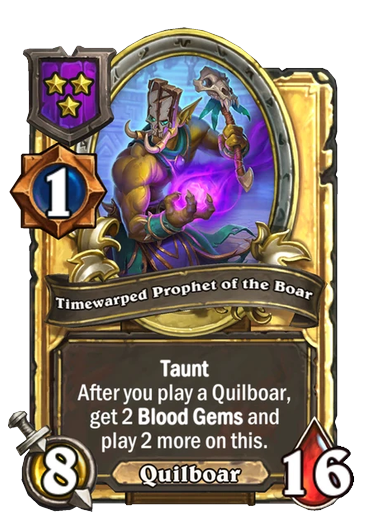 1
Timewarped Prophet of the Boar
Taunt
After you play a Quilboar,
get 2 Blood Gems and
play 2 more on this.
8
Quilboar
16